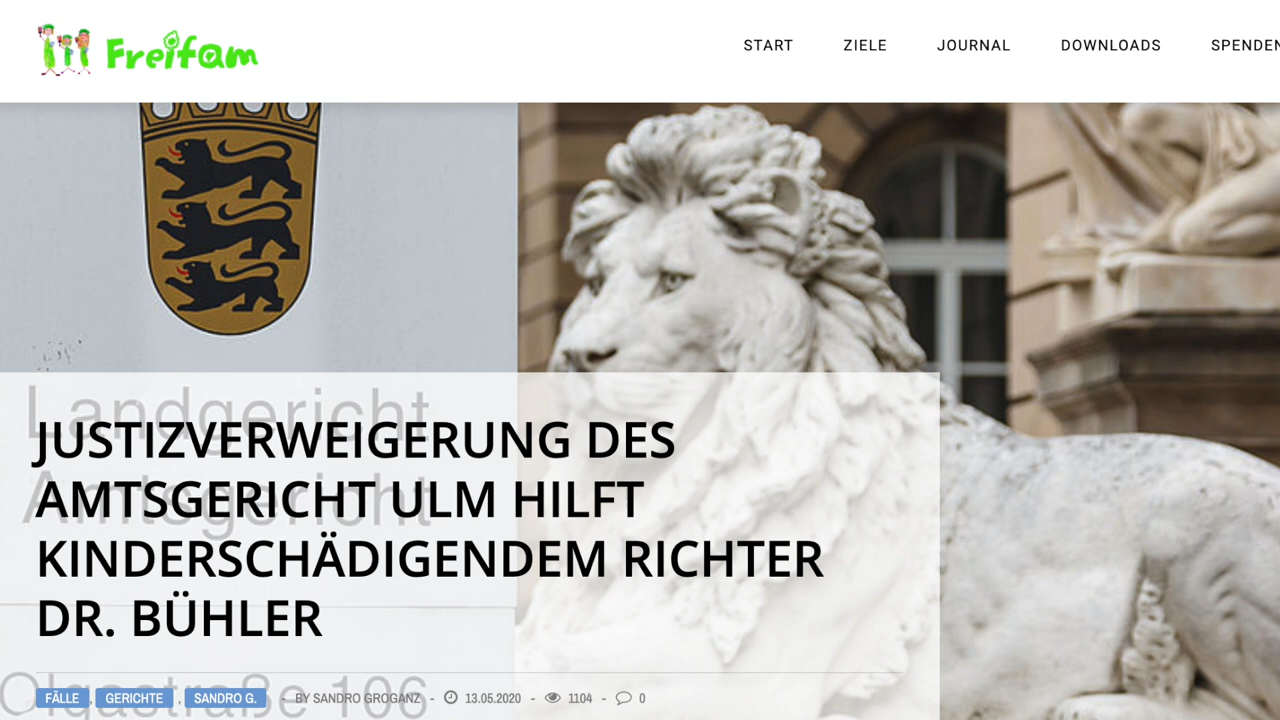 Freifam
START ZIELE JOURNAL DOWNLOADS SPENDEN
Landgericht
Amtsgericht
JUSTIZVERWEIGERUNG DES
AMTSGERICHT ULM HILFT
KINDERSCHÄDIGENDEM RICHTER
DR. BÜHLER
Olgastraße 106
FÄLLE , GERICHTE , SANDRO G. - BY SANDRO GROGANZ - 13.05.2020 - 1104 - 0